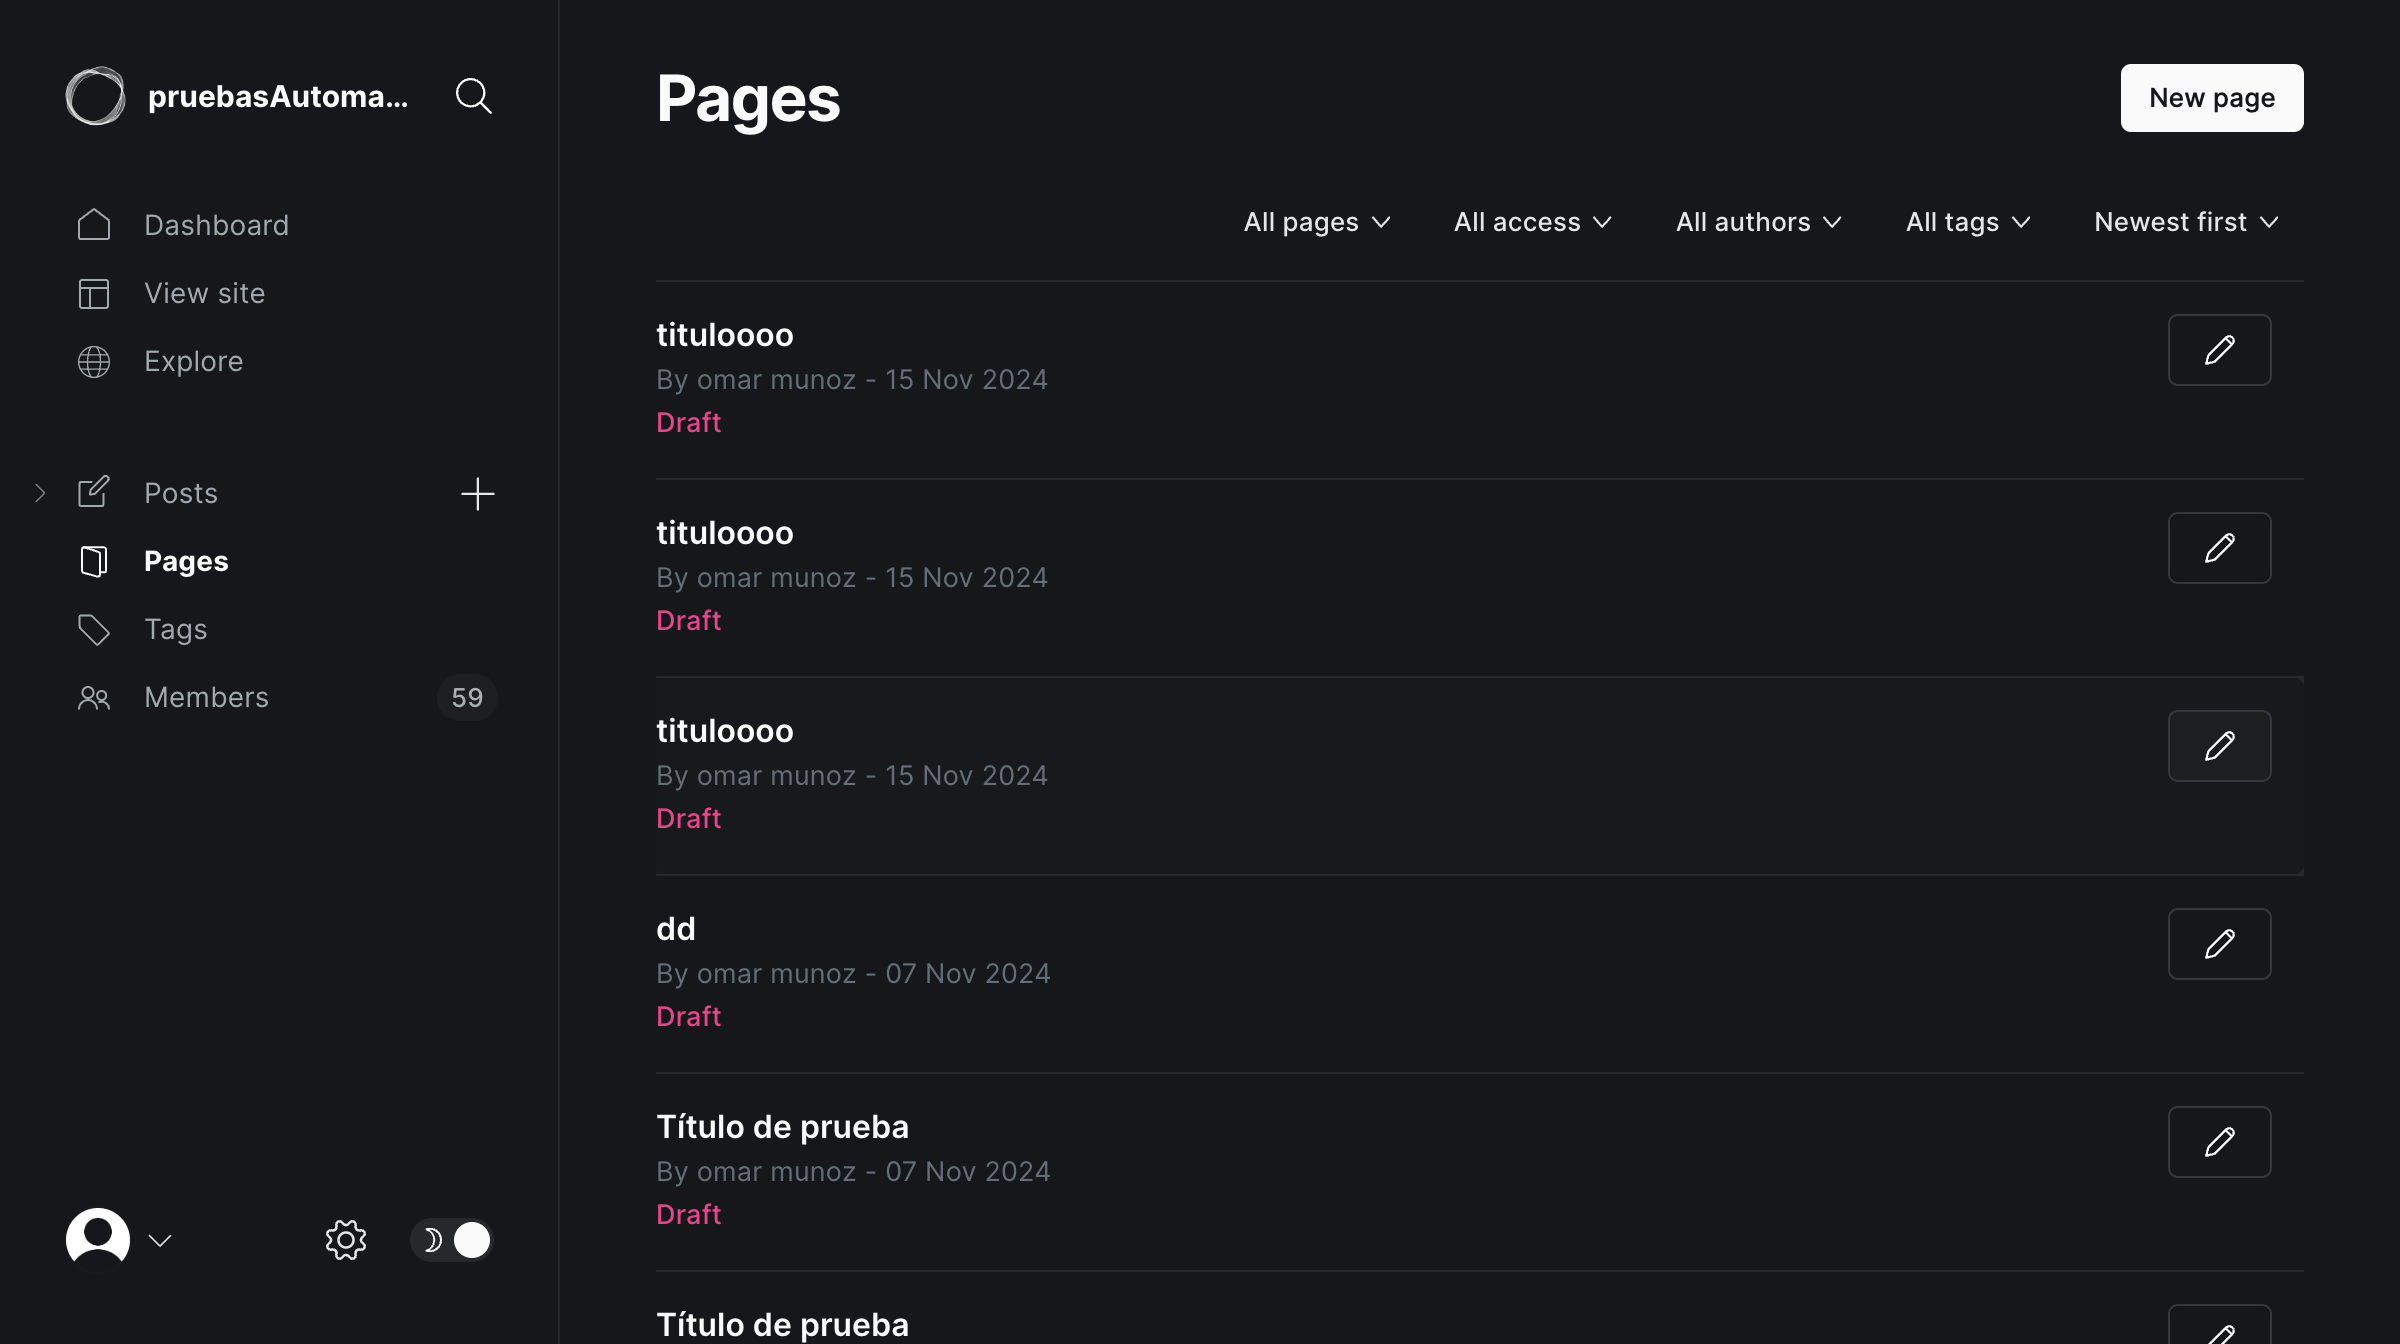 pruebasAutoma...
Dashboard
View site
Explore
Posts
Pages
Tags
Members 59
Pages
New page
All pages All access All authors All tags Newest first
tituloooo
By omar munoz - 15 Nov 2024
Draft
tituloooo
By omar munoz - 15 Nov 2024
Draft
tituloooo
By omar munoz - 15 Nov 2024
Draft
dd
By omar munoz - 07 Nov 2024
Draft
Título de prueba
By omar munoz - 07 Nov 2024
Draft
Título de prueba